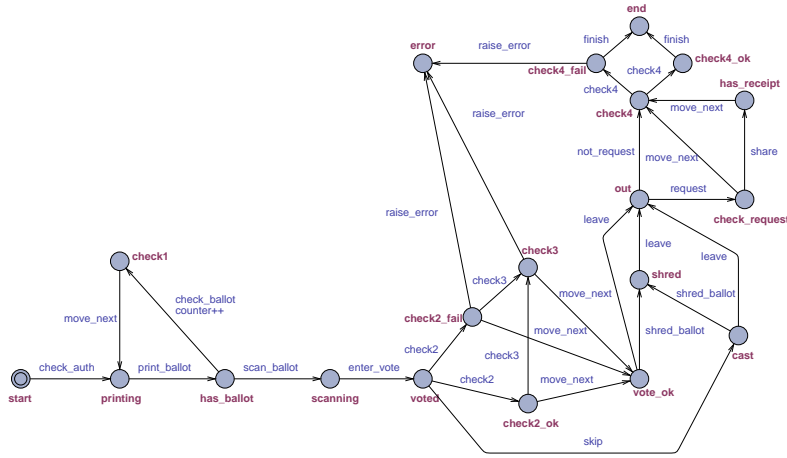 end
finish
finish
error
raise_error
check4_ok
check4_fail
check4
check4
has_receipt
move_next
check4
raise_error
not_request
move_next
share
out
request
check_request
raise_error
leave
leave
leave
check3
check1
shred
check3
move_next
shred_ballot
check_ballot
counter++
move_next
check2_fail
move_next
shred_ballot
cast
check2
check3
check_auth
print_ballot
scan_ballot
enter_vote
check2
move_next
start
printing
has_ballot
scanning
voted
vote_ok
check2_ok
skip